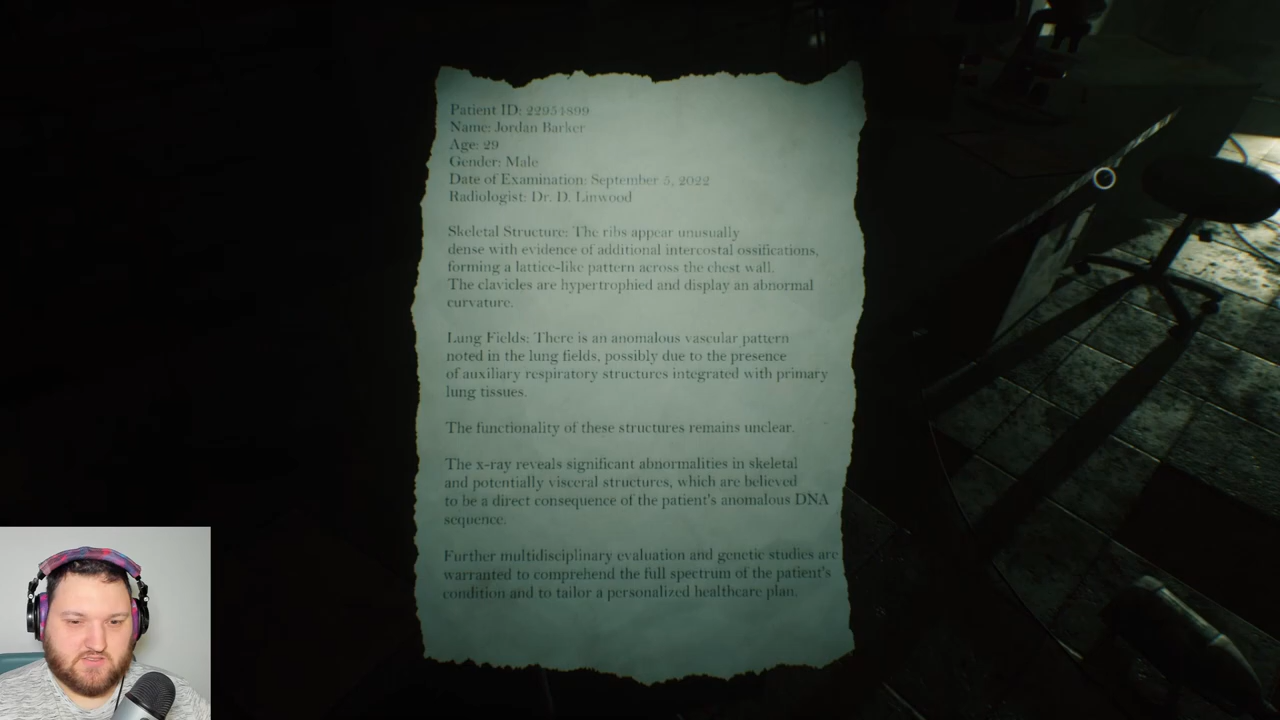 Patient ID: 22951899
Name: Jordan Barker
Age: 29
Gender: Male
Date of Examination: September 5, 2022
Radiologist: Dr. D. Linwood
Skeletal Structure: The ribs appear unusually
dense with evidence of additional intercostal ossifications,
forming a lattice-like pattern across the chest wall.
The clavicles are hypertrophied and display an abnormal
curvature.
Lung Fields: There is an anomalous vascular pattern
noted in the lung fields, possibly due to the presence
of auxiliary respiratory structures integrated with primary
lung tissues.
The functionality of these structures remains unclear.
The x-ray reveals significant abnormalities in skeletal
and potentially visceral structures, which are believed
to be a direct consequence of the patient's anomalous DNA
sequence.
Further multidisciplinary evaluation and genetic studies are
warranted to comprehend the full spectrum of the patient's
condition and to tailor a personalized healthcare plan.